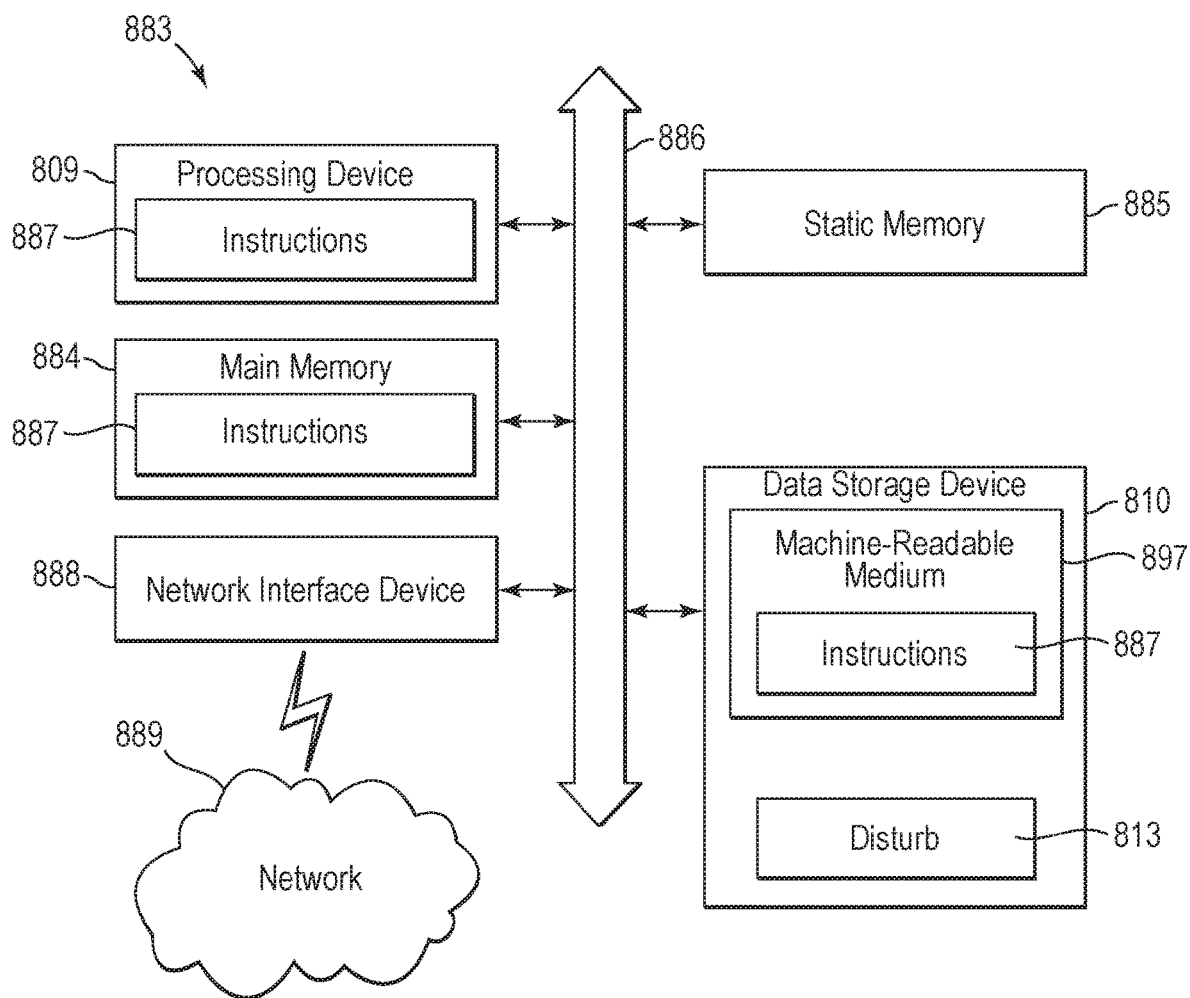 883
886
809
Processing Device
887
Instructions
Static Memory
885
884
Main Memory
887
Instructions
Data Storage Device
810
Machine-Readable
Medium
897
Instructions
887
888
Network Interface Device
889
Network
Disturb
813